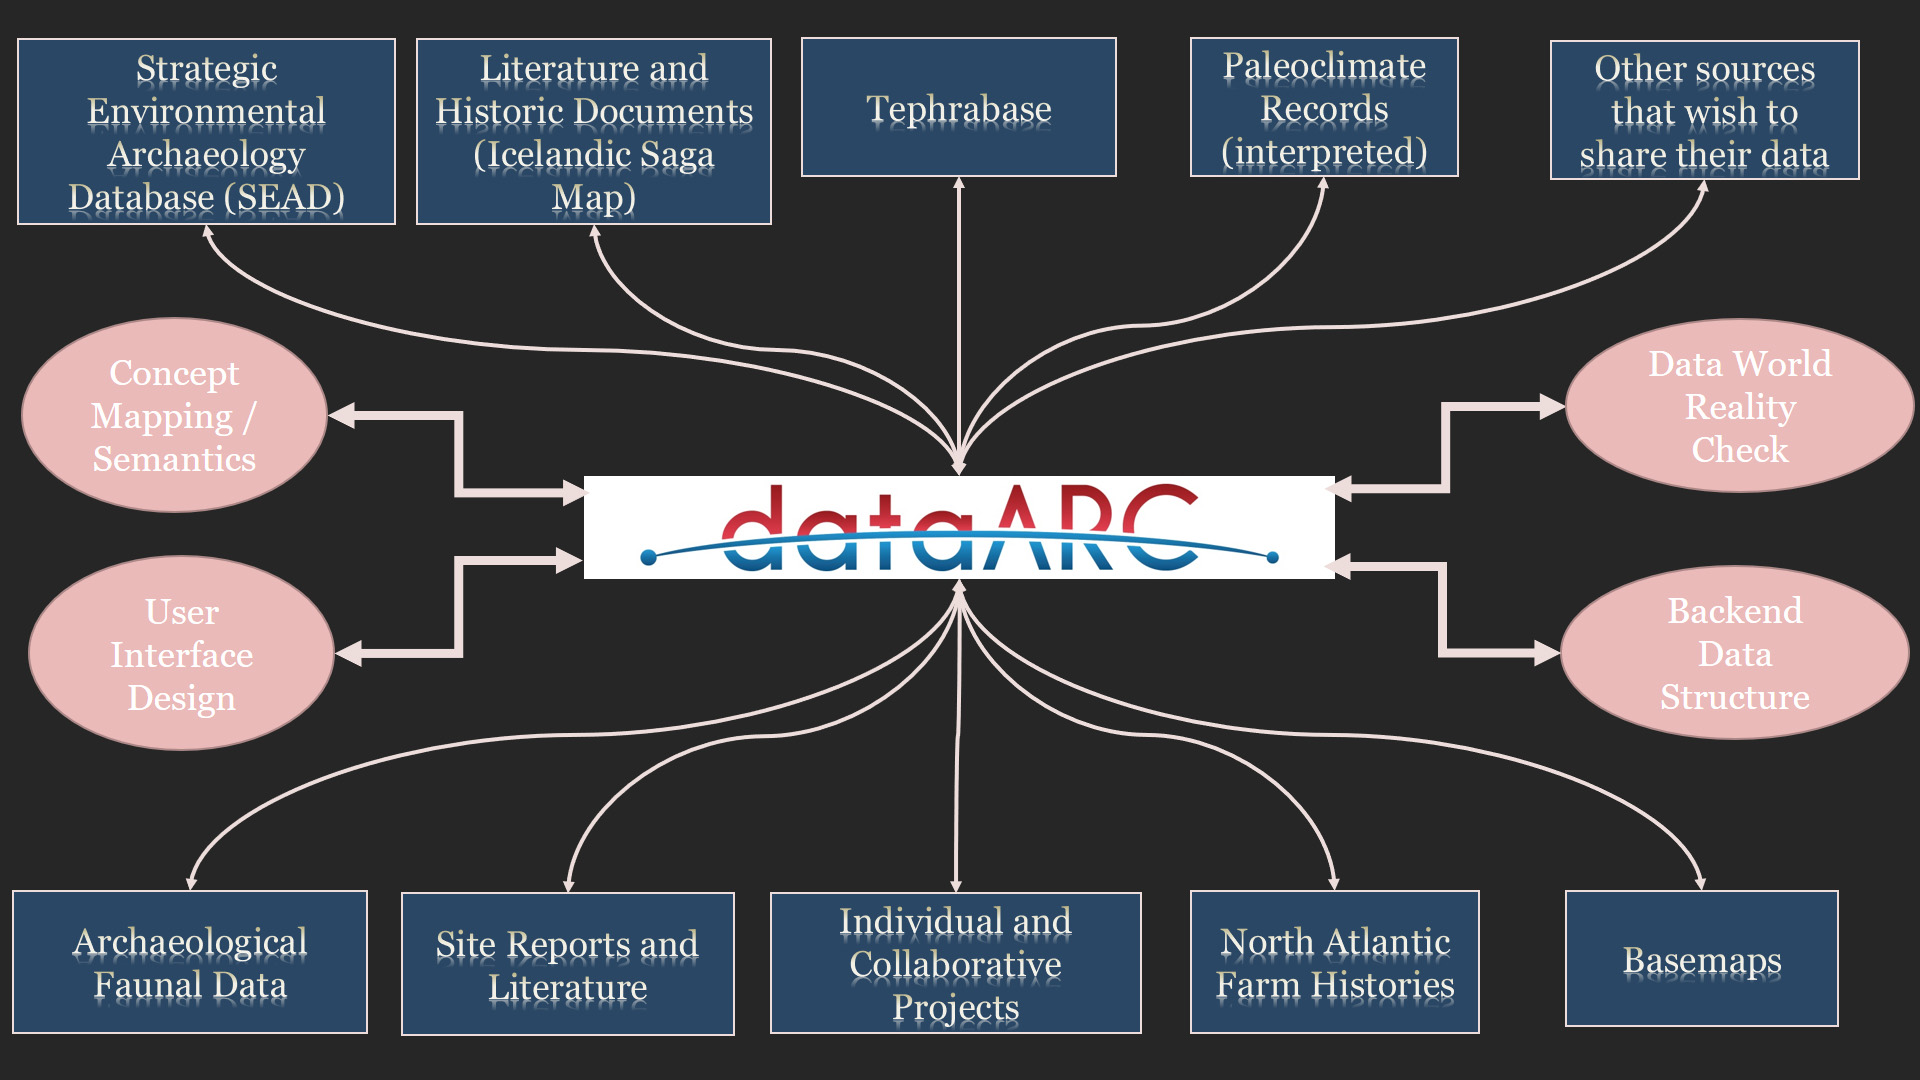 Strategic
Environmental
Archaeology
Database (SEAD)
Literature and
Historic Documents
(Icelandic Saga
Map)
Tephrabase
Paleoclimate
Records
(interpreted)
Other sources
that wish to
share their data
Concept
Mapping /
Semantics
Data World
Reality
Check
dataARC
User
Interface
Design
Backend
Data
Structure
Archaeological
Faunal Data
Site Reports and
Literature
Individual and
Collaborative
Projects
North Atlantic
Farm Histories
Basemaps